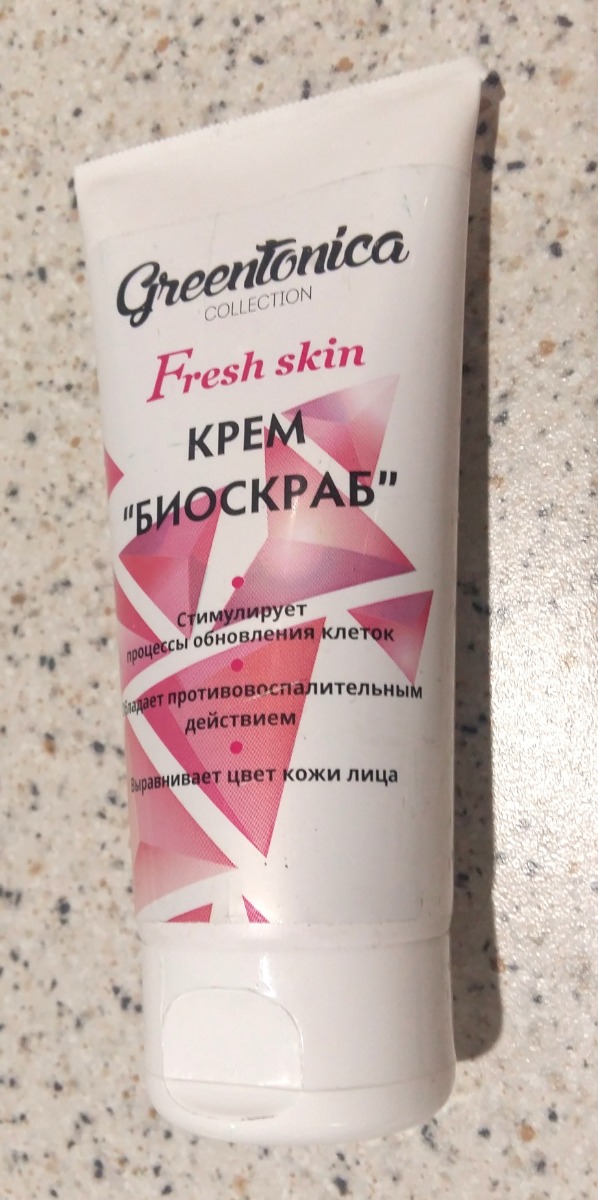 Greentonica
COLLECTION
Fresh skin
КРЕМ
"БИОСКРАБ"
Стимулирует
процессы обновления клеток
Обладает противовоспалительным
действием
Выравнивает цвет кожи лица